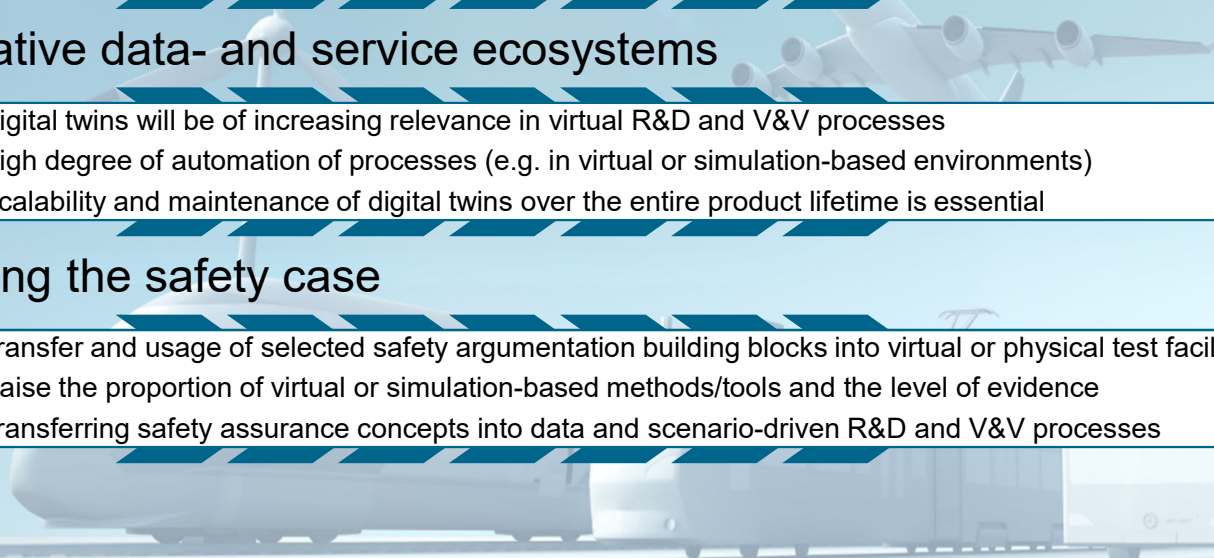 ative data- and service ecosystems
igital twins will be of increasing relevance in virtual R&D and V&V processes
igh degree of automation of processes (e.g. in virtual or simulation-based environments)
calability and maintenance of digital twins over the entire product lifetime is essential
ng the safety case
ransfer and usage of selected safety argumentation building blocks into virtual or physical test facil
aise the proportion of virtual or simulation-based methods/tools and the level of evidence
ransferring safety assurance concepts into data and scenario-driven R&D and V&V processes